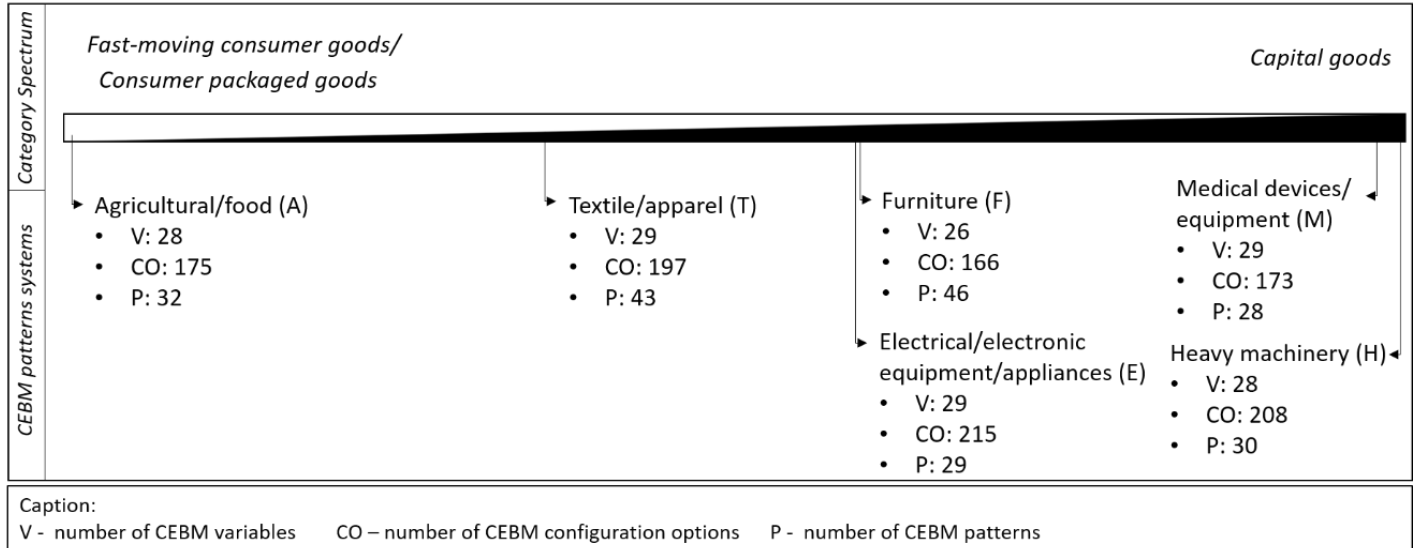 Category Spectrum
Fast-moving consumer goods/
Consumer packaged goods
Capital goods
CEBM patterns systems
Agricultural/food (A)
• V: 28
• CO: 175
• P: 32
Textile/apparel (T)
• V: 29
• CO: 197
• P: 43
Furniture (F)
• V: 26
• CO: 166
• P: 46
Electrical/electronic
equipment/appliances (E)
• V: 29
• CO: 215
• P: 29
Medical devices/
equipment (M)
• V: 29
• CO: 173
• P: 28
Heavy machinery (H)
• V: 28
• CO: 208
• P: 30
Caption:
V - number of CEBM variables CO – number of CEBM configuration options P - number of CEBM patterns